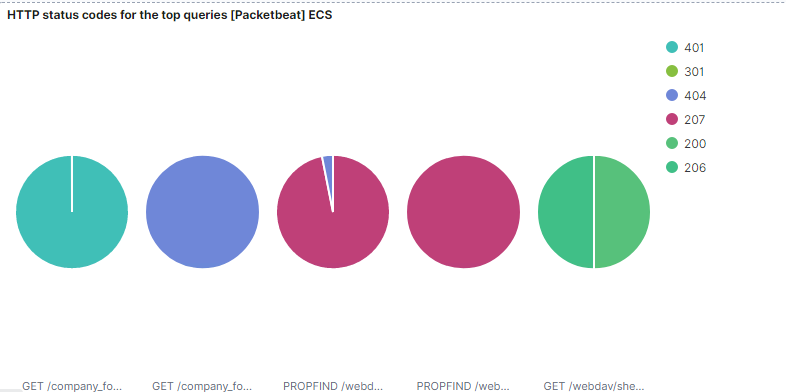 HTTP status codes for the top queries [Packetbeat] ECS
401
301
404
207
200
206
GET /company_fo...
GET /company_fo...
PROPFIND /webd...
PROPFIND /web...
GET /webdav/she...